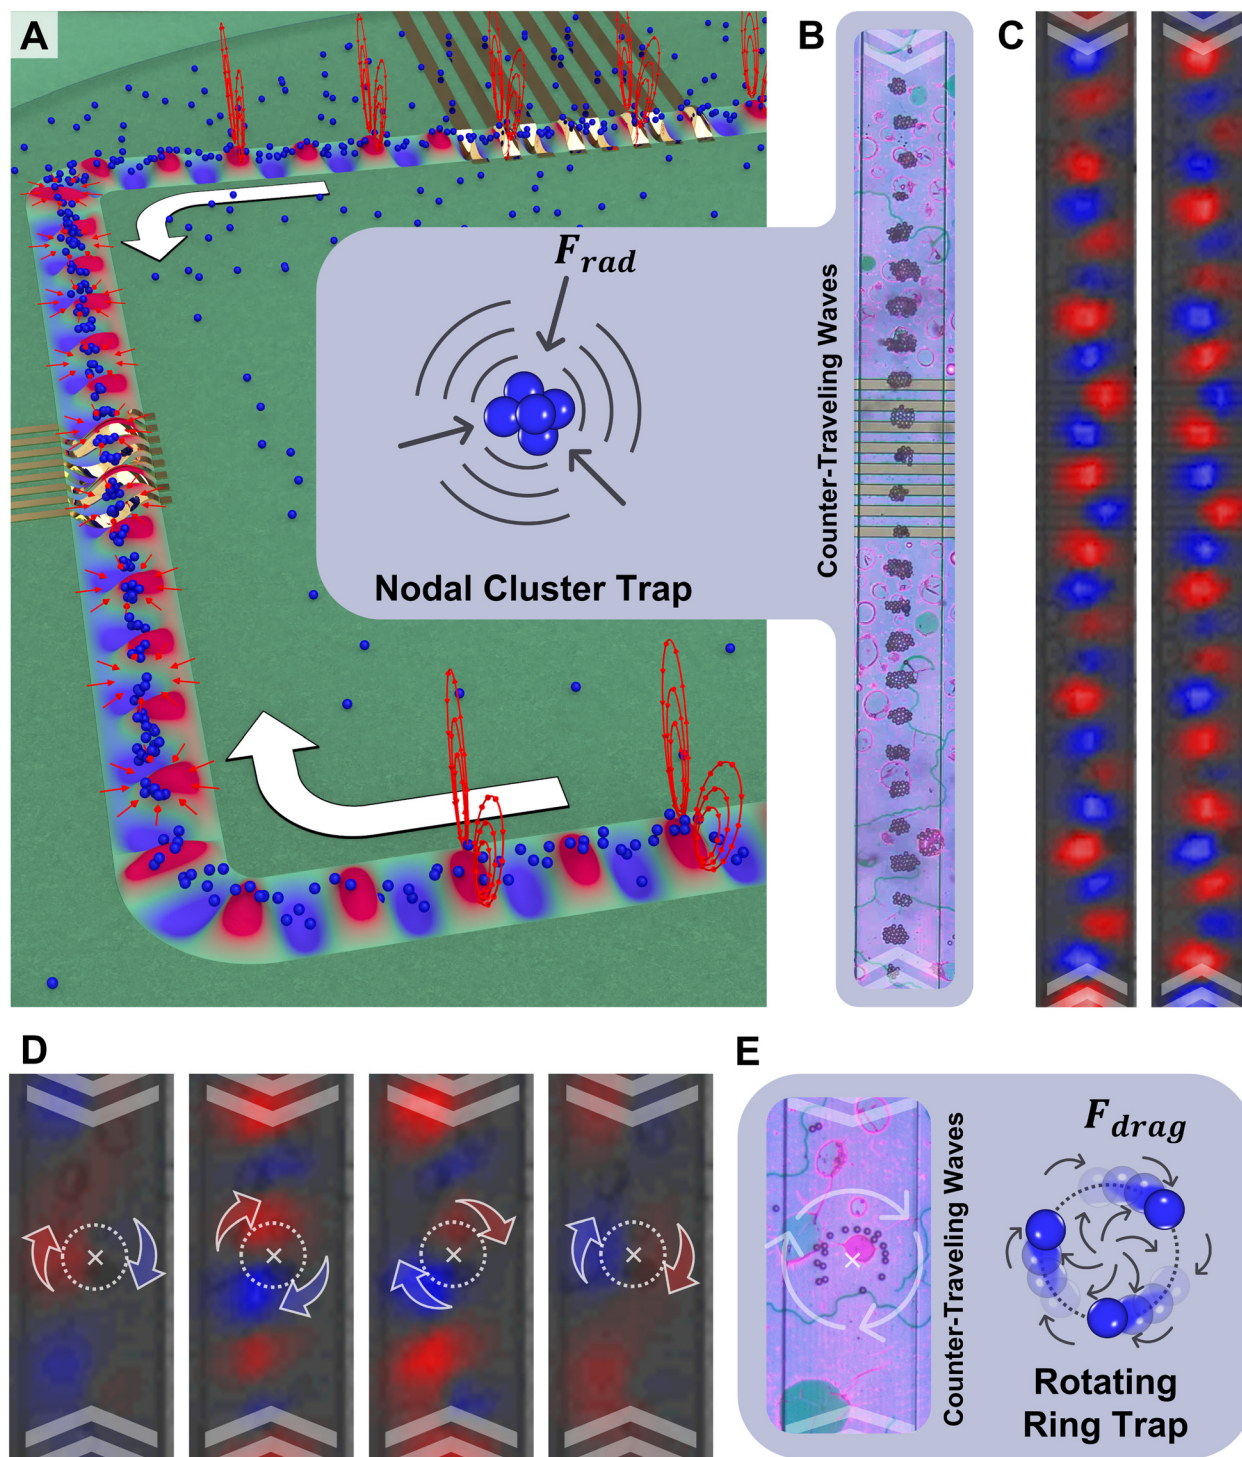 A
B
C
F_rad
Nodal Cluster Trap
Counter-Traveling Waves
D
E
Counter-Traveling Waves
F_drag
Rotating
Ring Trap